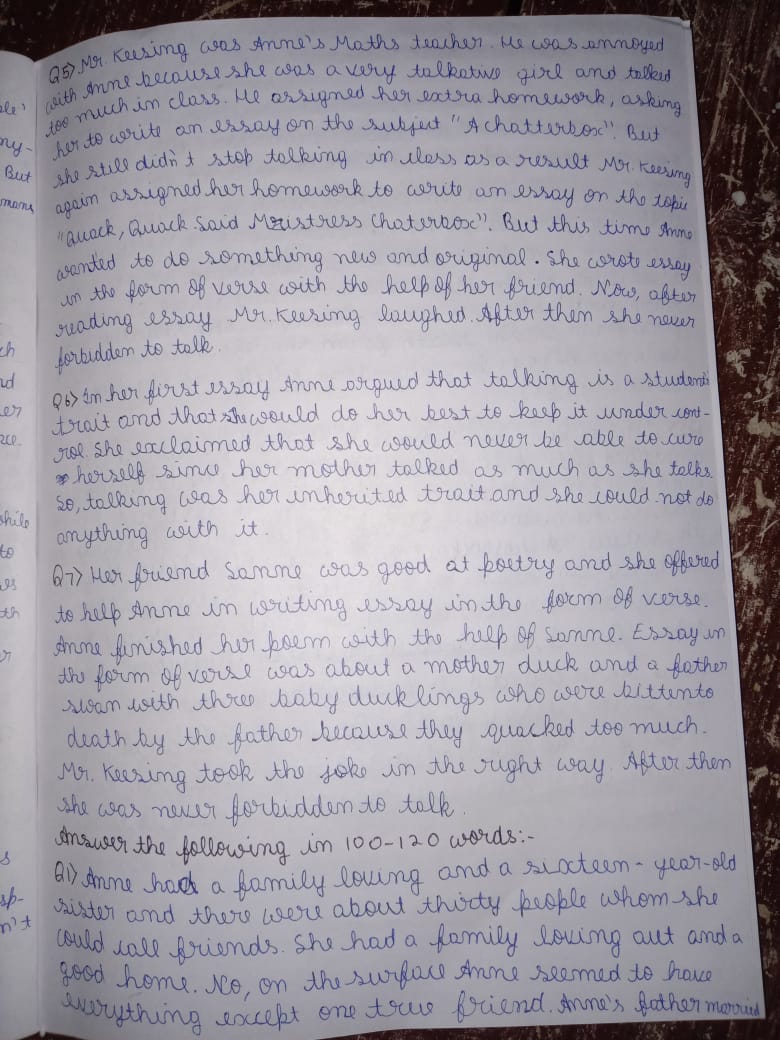 Q5) Mr. Keesing was Anne's Maths teacher. He was annoyed
with Anne because she was a very talkative girl and talked
too much in class. He assigned her extra homework, asking
her to write an essay on the subject "A chatterbox". But
she still didn't stop talking in class as a result Mr. Keesing
again assigned her homework to write an essay on the topic
"Quack, Quack Said Mistress Chaterbox". But this time Anne
wanted to do something new and original. She wrote essay
in the form of verse with the help of her friend. Now, after
reading essay Mr. Keesing laughed. After then she never
forbidden to talk.
Q6) In her first essay Anne argued that talking is a student's
trait and that she would do her best to keep it under cont-
rol. She exclaimed that she would never be able to cure
herself since her mother talked as much as she talks.
So, talking was her inherited trait and she could not do
anything with it.
Q7) Her friend Sanne was good at poetry and she offered
to help Anne in writing essay in the form of verse.
Anne finished her poem with the help of Sanne. Essay in
the form of verse was about a mother duck and a father
swan with three baby ducklings who were bitten to
death by the father because they quacked too much.
Mr. Keesing took the joke in the right way. After then
she was never forbidden to talk.
Answer the following in 100-120 words:-
Q1) Anne had a family loving and a sixteen-year-old
sister and there were about thirty people whom she
could call friends. She had a family loving aut and a
good home. No, on the surface Anne seemed to have
everything except one true friend. Anne's father married